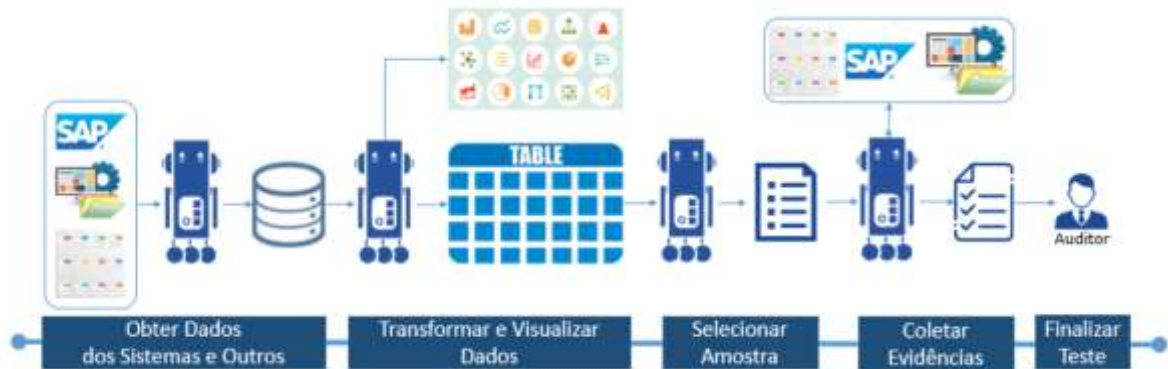 SAP
SAP
TABLE
Auditor
Obter Dados
dos Sistemas e Outros
Transformar e Visualizar
Dados
Selecionar
Amostra
Coletar
Evidências
Finalizar
Teste